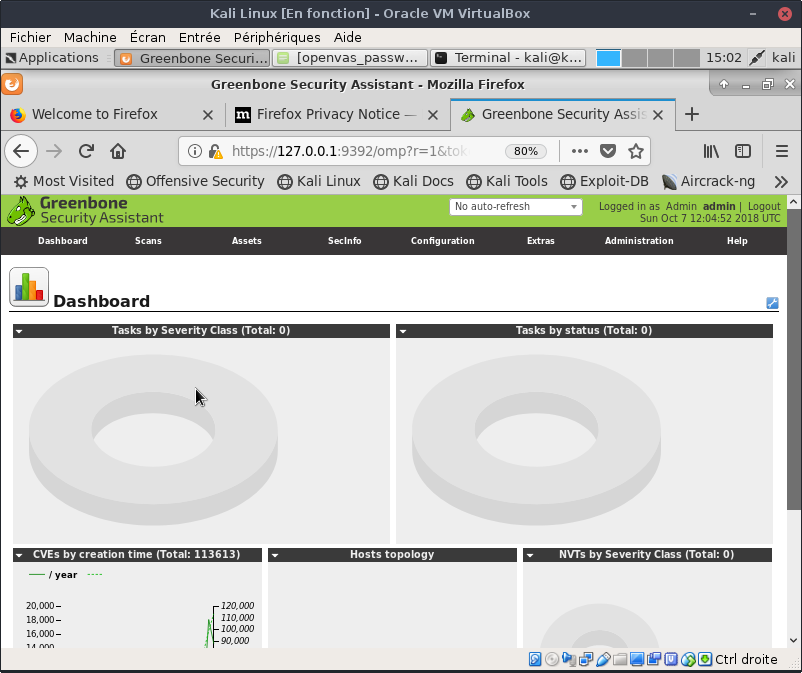 Kali Linux [En fonction] - Oracle VM VirtualBox
Fichier Machine Écran Entrée Périphériques Aide
Applications Greenbone Securi... [openvas_passw... Terminal - kali@k... 15:02 kali
Greenbone Security Assistant - Mozilla Firefox
Welcome to Firefox Firefox Privacy Notice — Greenbone Security Assis
https://127.0.0.1:9392/omp?r=1&tok 80%
Most Visited Offensive Security Kali Linux Kali Docs Kali Tools Exploit-DB Aircrack-ng
Greenbone
Security Assistant
No auto-refresh
Logged in as Admin admin | Logout
Sun Oct 7 12:04:52 2018 UTC
Dashboard Scans Assets SecInfo Configuration Extras Administration Help
Dashboard
Tasks by Severity Class (Total: 0) Tasks by status (Total: 0)
CVEs by creation time (Total: 113613) Hosts topology NVTs by Severity Class (Total: 0)
/ year
20,000 120,000
18,000 110,000
16,000 100,000
14,000 90,000
Ctrl droite